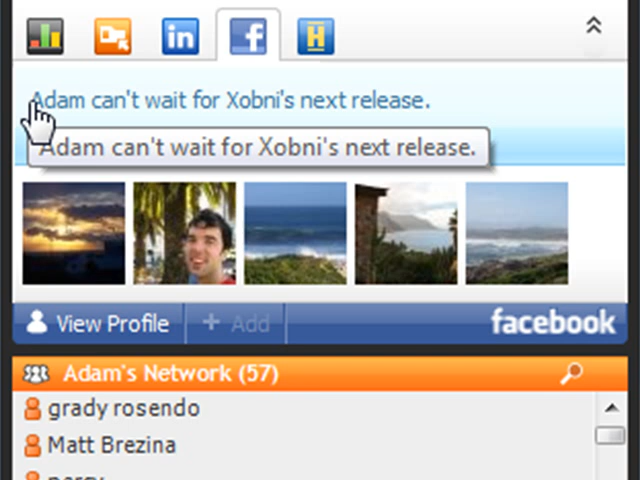 in f H
Adam can't wait for Xobni's next release.
Adam can't wait for Xobni's next release.
View Profile + Add facebook
Adam's Network (57)
grady rosendo
Matt Brezina